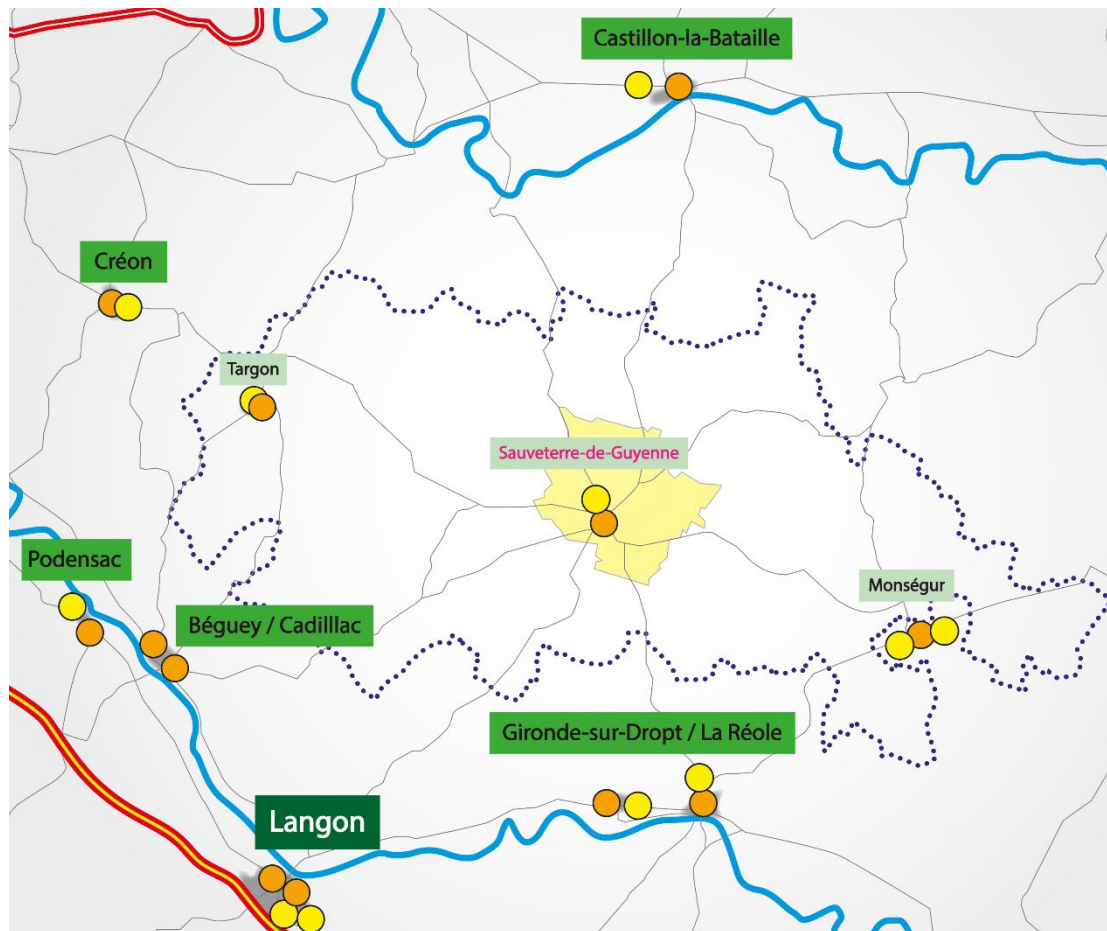 Castillon-la-Bataille
Créon
Targon
Sauveterre-de-Guyenne
Podensac
Monségur
Béguey / Cadilllac
Gironde-sur-Dropt / La Réole
Langon